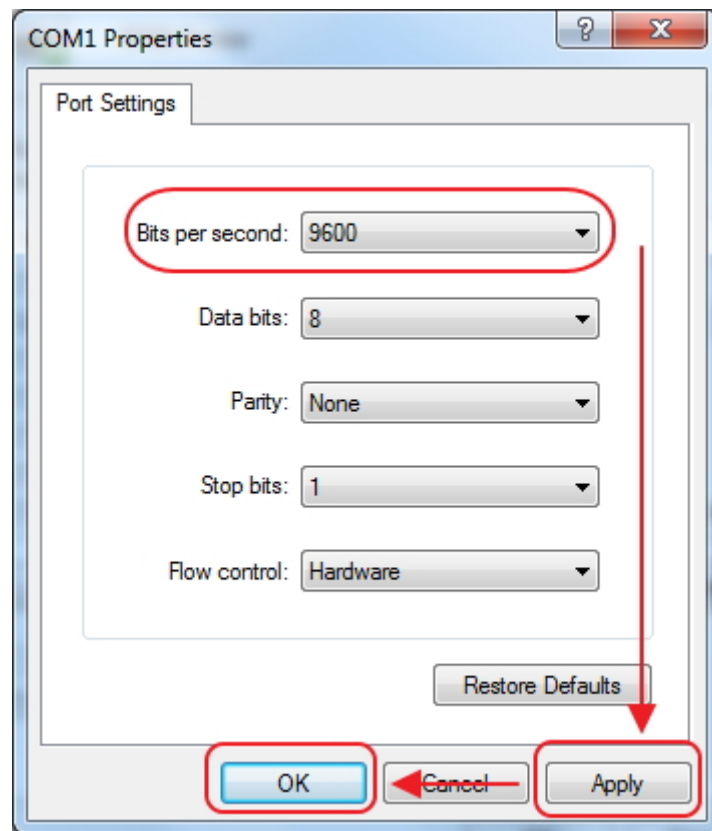 COM1 Properties
Port Settings
Bits per second: 9600
Data bits: 8
Parity: None
Stop bits: 1
Flow control: Hardware
Restore Defaults
OK Cancel Apply